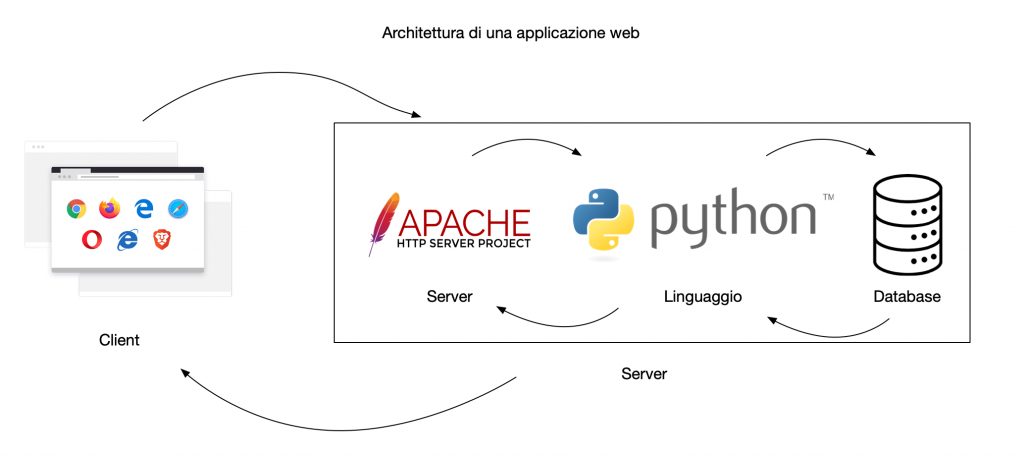 Architettura di una applicazione web
APACHE
HTTP SERVER PROJECT
python
TM
Server
Linguaggio
Database
Client
Server